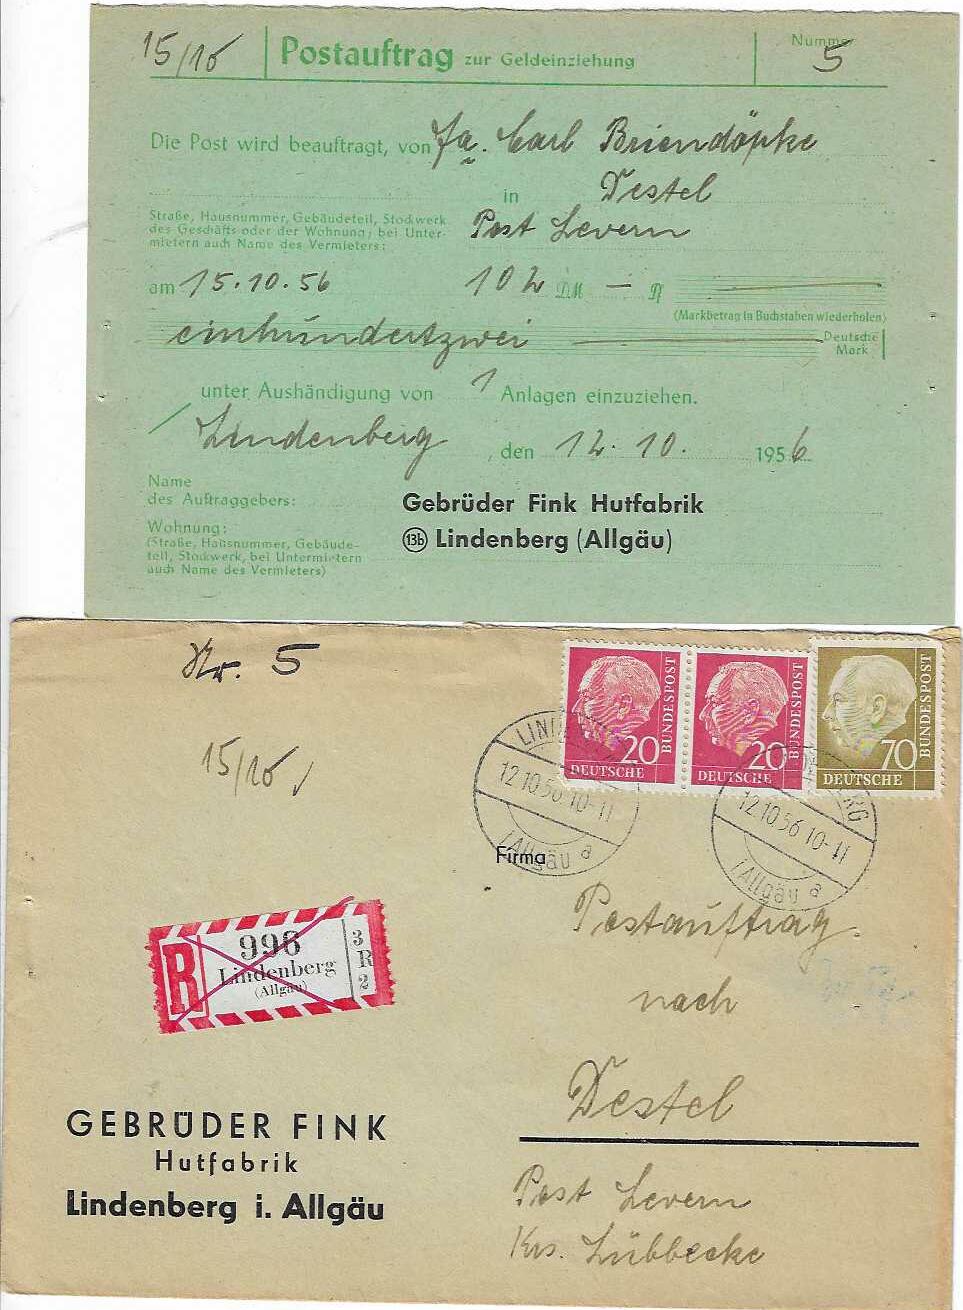 15/10 Postauftrag zur Geldeinziehung Nummer 5
Die Post wird beauftragt, von Fa. Carl Briendöpke
in Destel
Straße, Hausnummer, Gebäudeteil, Stockwerk
des Geschäfts oder der Wohnung; bei Unter-
mietern auch Name des Vermieters:
Post Levern
am 15.10.56 102 DM — Pf
(Markbetrag in Buchstaben wiederholen)
einhundertzwei Deutsche
Mark
unter Aushändigung von 1 Anlagen einzuziehen.
Lindenberg, den 12.10. 1956
Name
des Auftraggebers:
Gebrüder Fink Hutfabrik
13b Lindenberg (Allgäu)
Wohnung:
(Straße, Hausnummer, Gebäude-
teil, Stockwerk, bei Untermietern
auch Name des Vermieters)
Nr. 5
15/10
20 DEUTSCHE BUNDESPOST
20 DEUTSCHE BUNDESPOST
70 DEUTSCHE BUNDESPOST
12.10.56 10-11
(Allgäu a
12.10.56 10-11
(Allgäu a
Firma
R 996
Lindenberg
(Allgäu)
3 R 2
Postauftrag
nach
Destel
Post Levern
Krs. Lübbecke
GEBRÜDER FINK
Hutfabrik
Lindenberg i. Allgäu